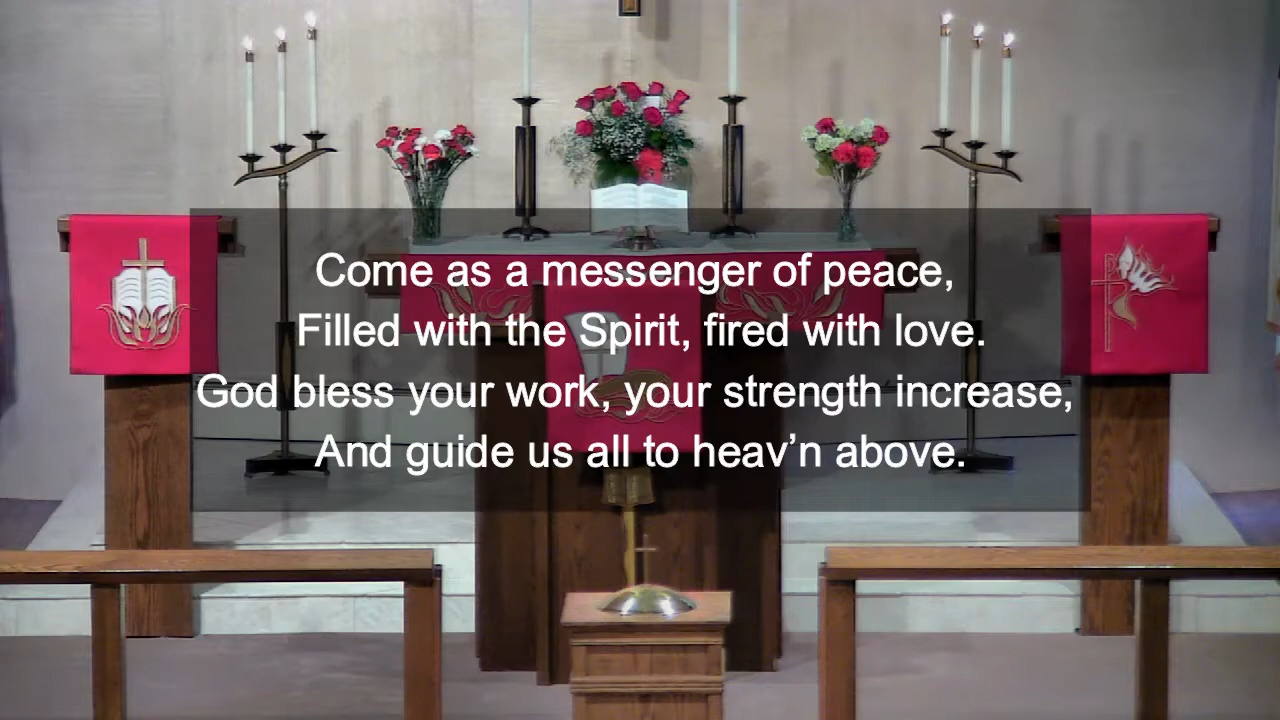 Come as a messenger of peace,
Filled with the Spirit, fired with love.
God bless your work, your strength increase,
And guide us all to heav’n above.